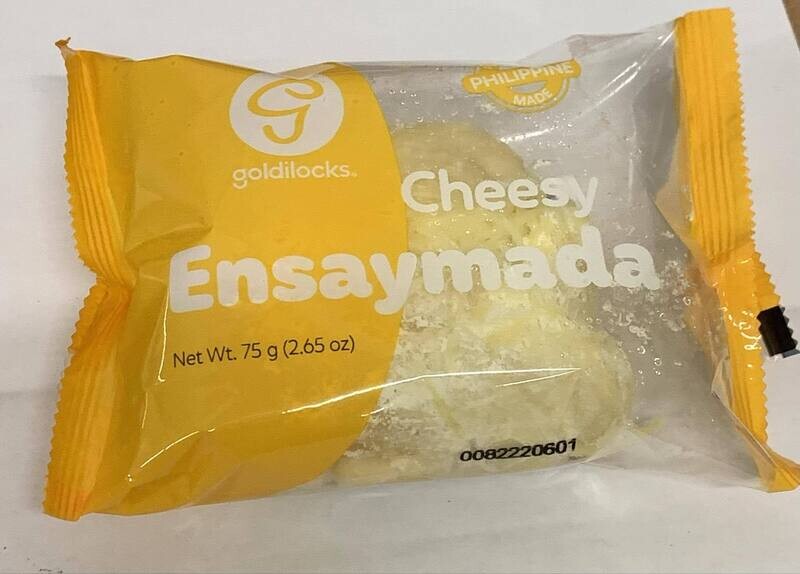 PHILIPPINE
MADE
goldilocks
Cheesy
Ensaymada
Net Wt. 75 g (2.65 oz)
0082220601